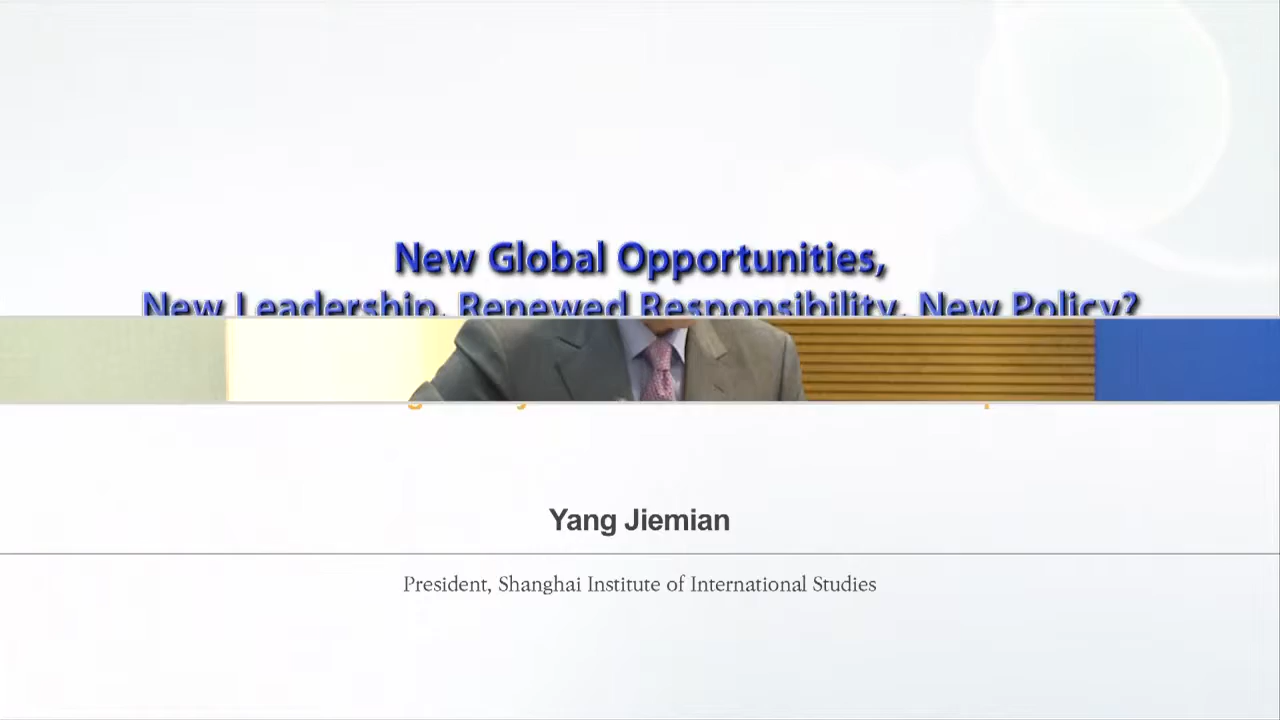 New Global Opportunities,
New Leadership, Renewed Responsibility, New Policy?
Yang Jiemian
President, Shanghai Institute of International Studies